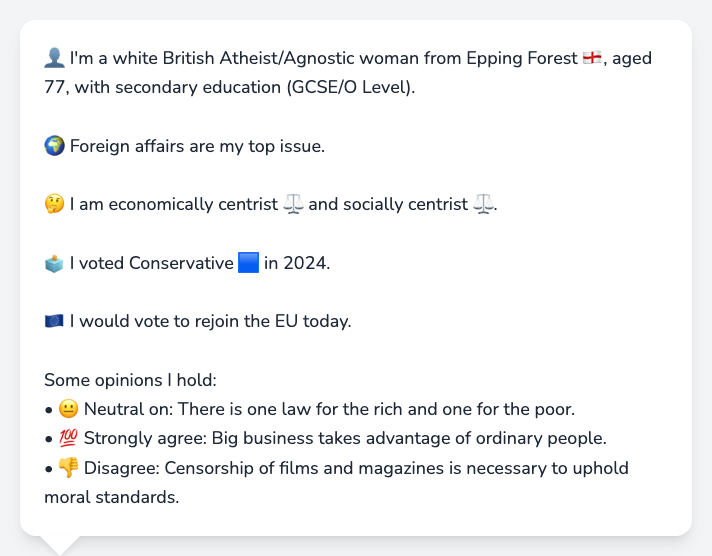 👤 I'm a white British Atheist/Agnostic woman from Epping Forest 🏴󠁧󠁢󠁥󠁮󠁧󠁿, aged
77, with secondary education (GCSE/O Level).
🌍 Foreign affairs are my top issue.
🤔 I am economically centrist ⚖️ and socially centrist ⚖️.
🗳️ I voted Conservative 🟦 in 2024.
🇪🇺 I would vote to rejoin the EU today.
Some opinions I hold:
• 😐 Neutral on: There is one law for the rich and one for the poor.
• 💯 Strongly agree: Big business takes advantage of ordinary people.
• 👎 Disagree: Censorship of films and magazines is necessary to uphold
moral standards.